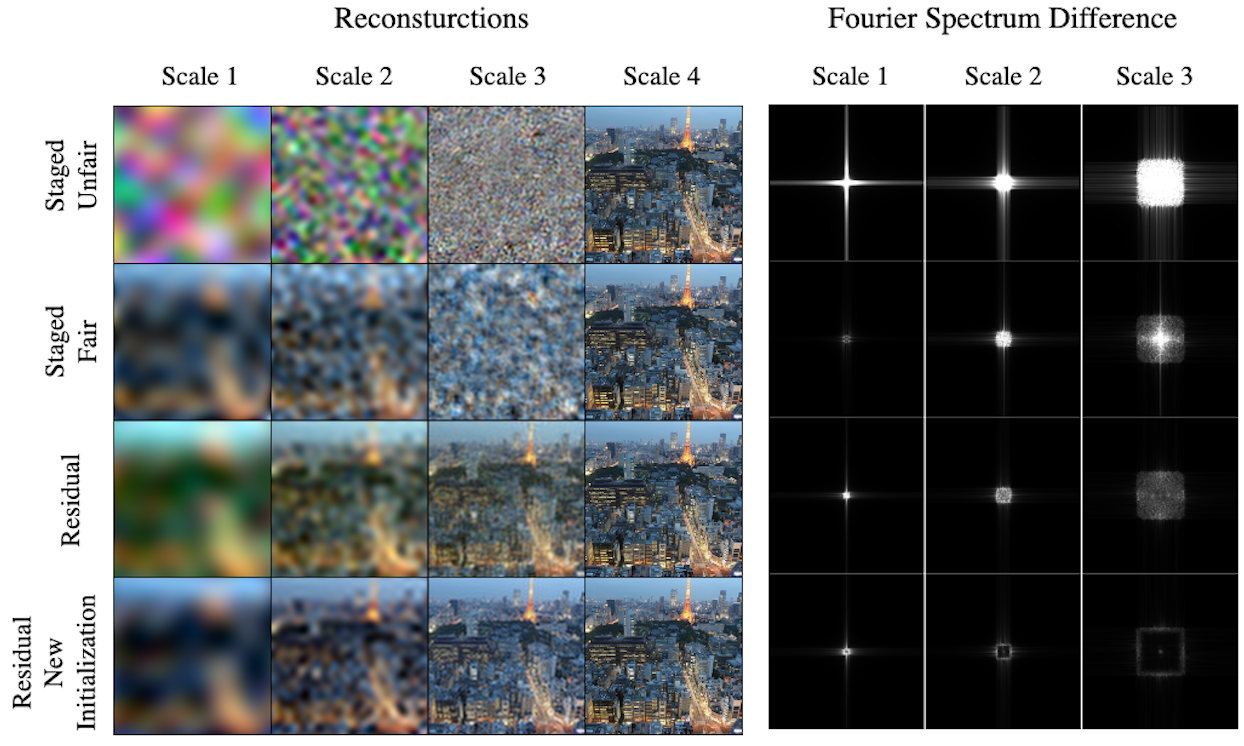 Reconsturctions
Fourier Spectrum Difference
Scale 1
Scale 2
Scale 3
Scale 4
Scale 1
Scale 2
Scale 3
Staged
Unfair
Staged
Fair
Residual
Residual
New
Initialization